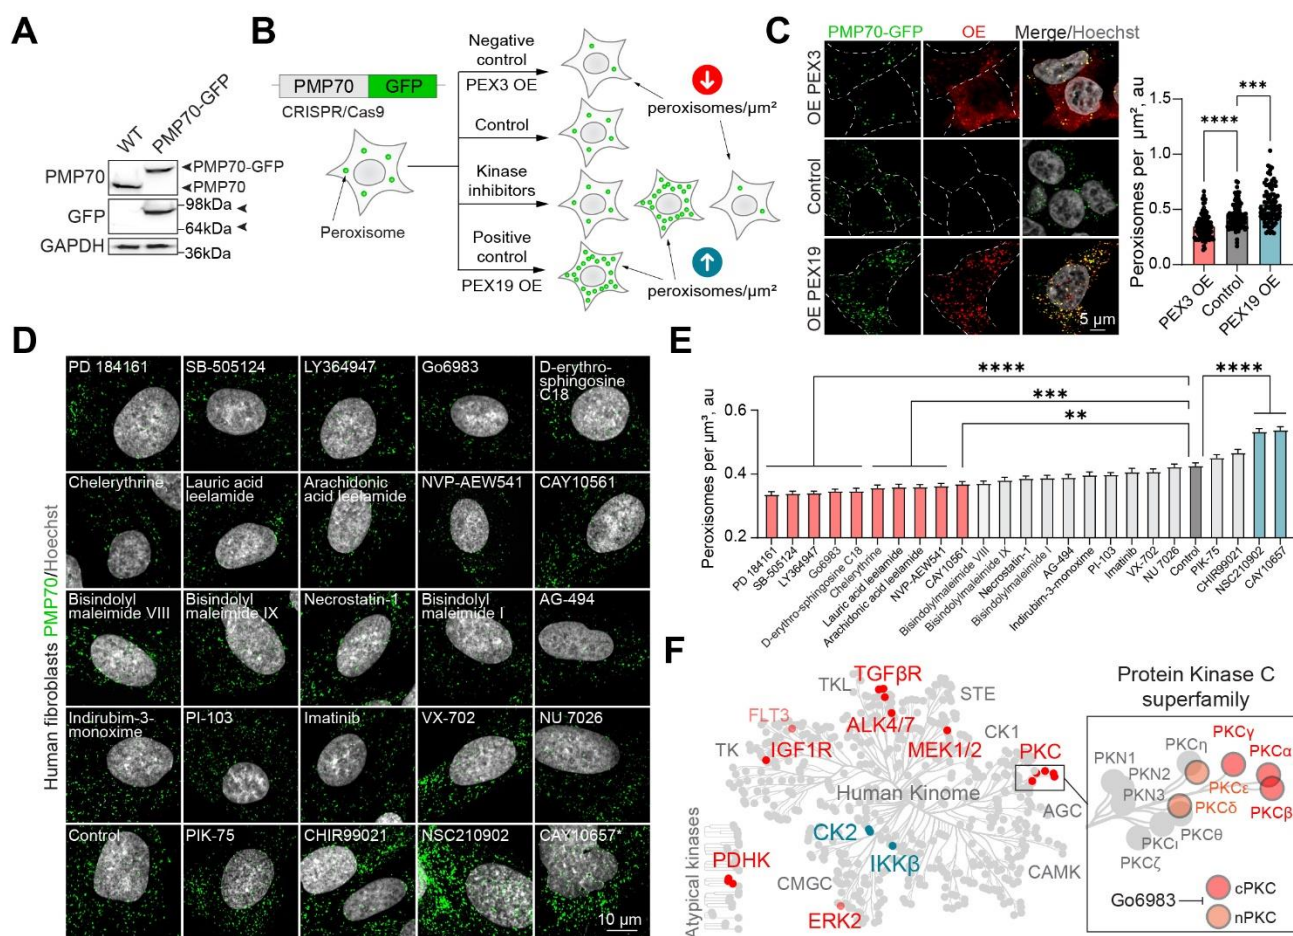 A
WT
PMP70-GFP
PMP70
PMP70-GFP
PMP70
GFP
98kDa
64kDa
GAPDH
36kDa
B
PMP70
GFP
CRISPR/Cas9
Peroxisome
Negative
control
PEX3 OE
Control
Kinase
inhibitors
Positive
control
PEX19 OE
peroxisomes/µm²
peroxisomes/µm²
C
PMP70-GFP
OE
Merge/Hoechst
OE PEX3
Control
OE PEX19
5 µm
Peroxisomes per µm², au
1.5
1.0
0.5
0.0
****
***
PEX3 OE
Control
PEX19 OE
D
Human fibroblasts PMP70/Hoechst
PD 184161
SB-505124
LY364947
Go6983
D-erythro-
sphingosine
C18
Chelerythrine
Lauric acid
leelamide
Arachidonic
acid leelamide
NVP-AEW541
CAY10561
Bisindolyl
maleimide VIII
Bisindolyl
maleimide IX
Necrostatin-1
Bisindolyl
maleimide I
AG-494
Indirubim-3-
monoxime
PI-103
Imatinib
VX-702
NU 7026
Control
PIK-75
CHIR99021
NSC210902
CAY10657*
10 µm
E
Peroxisomes per µm³, au
0.6
0.4
0.2
****
***
**
****
PD 184161
SB-505124
LY364947
Go6983
D-erythro-sphingosine C18
Chelerythrine
Lauric acid leelamide
Arachidonic acid leelamide
NVP-AEW541
CAY10561
Bisindolylmaleimide VIII
Bisindolylmaleimide IX
Necrostatin-1
Bisindolylmaleimide I
AG-494
Indirubim-3-monoxime
PI-103
Imatinib
VX-702
NU 7026
Control
PIK-75
CHIR99021
NSC210902
CAY10657
F
TKL
TGFβR
STE
FLT3
ALK4/7
CK1
TK
IGF1R
MEK1/2
PKC
Human Kinome
AGC
CK2
IKKβ
PDHK
CMGC
CAMK
ERK2
Atypical kinases
Protein Kinase C
superfamily
PKCγ
PKCη
PKCα
PKN1
PKN2
PKCε
PKN3
PKCδ
PKCβ
PKCι
PKCθ
PKCζ
Go6983
cPKC
nPKC